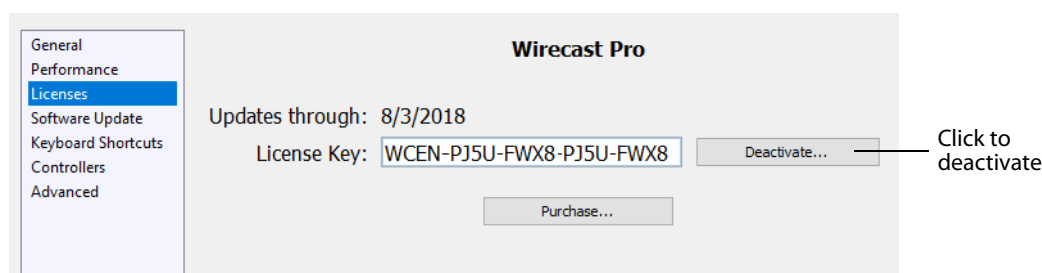 General
Performance
Licenses
Software Update
Keyboard Shortcuts
Controllers
Advanced
Wirecast Pro
Updates through: 8/3/2018
License Key: WCEN-PJ5U-FWX8-PJ5U-FWX8 Deactivate...
Purchase...
Click to
deactivate